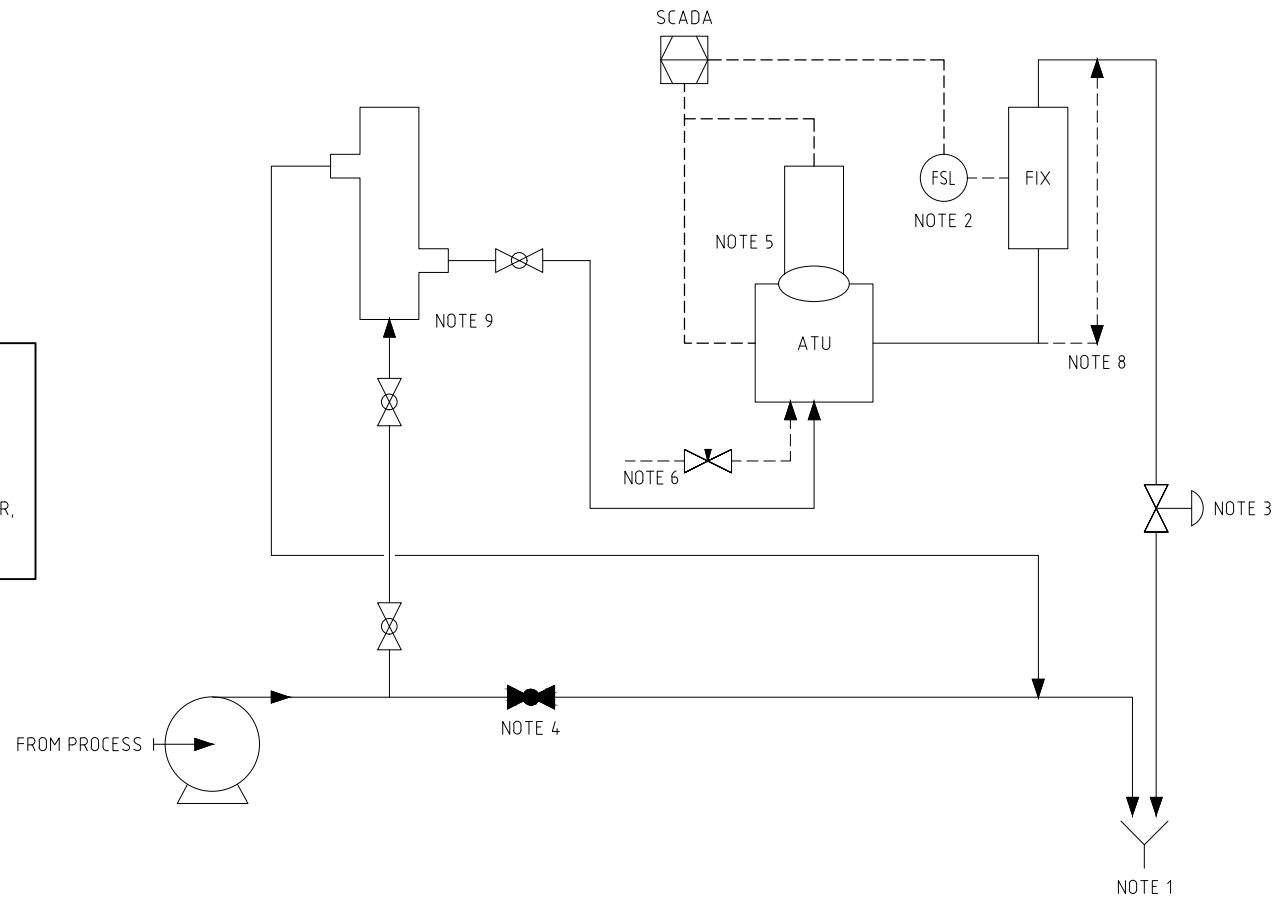 SCADA
FSL
FIX
NOTE 2
NOTE 5
NOTE 9
ATU
NOTE 8
NOTE 6
R,
NOTE 3
NOTE 4
FROM PROCESS
NOTE 1